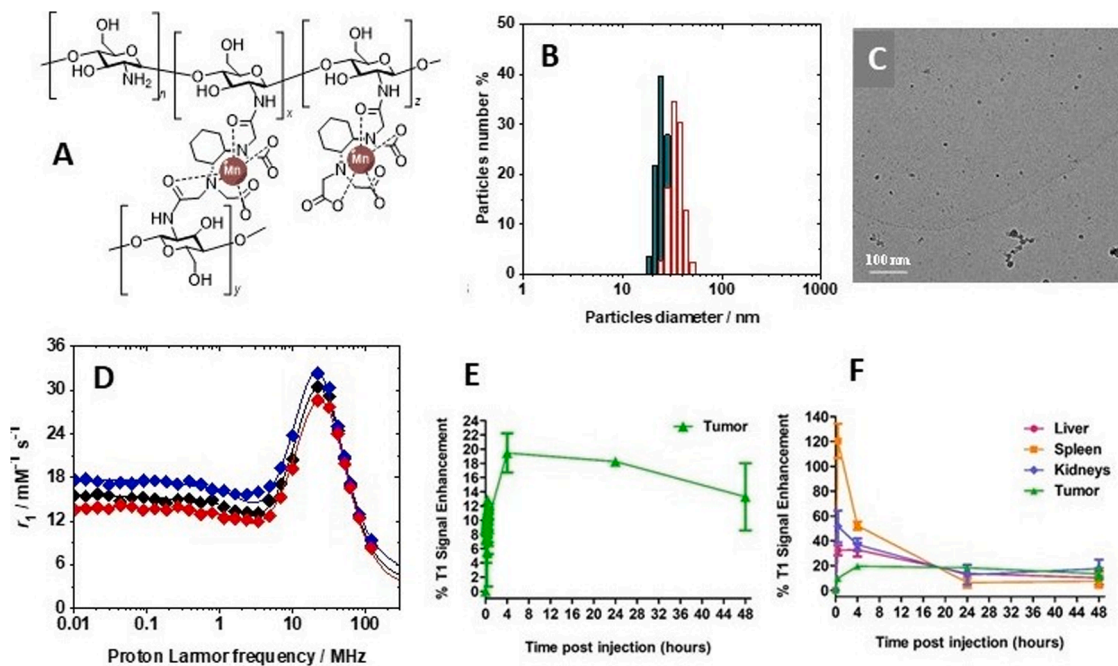 A
OH
OH
OH
O
O
O
O
HO
NH2
n
HO
NH
x
HO
NH
z
O
O
N
N
O
O
Mn
Mn
O
O
N
N
O
O
O
O
O
HN
OH
O
O
O
HO
OH
y
B
50
40
30
20
10
0
Particles number %
1
10
100
1000
Particles diameter / nm
C
100 nm
D
36
30
24
18
12
6
0
r1 / mM−1 s−1
0.01
0.1
1
10
100
Proton Larmor frequency / MHz
E
24
22
20
18
16
14
12
10
8
6
4
2
0
% T1 Signal Enhancement
Tumor
0 4 8 12 16 20 24 28 32 36 40 44 48
Time post injection (hours)
F
140
120
100
80
60
40
20
0
% T1 Signal Enhancement
Liver
Spleen
Kidneys
Tumor
0 4 8 12 16 20 24 28 32 36 40 44 48
Time post injection (hours)